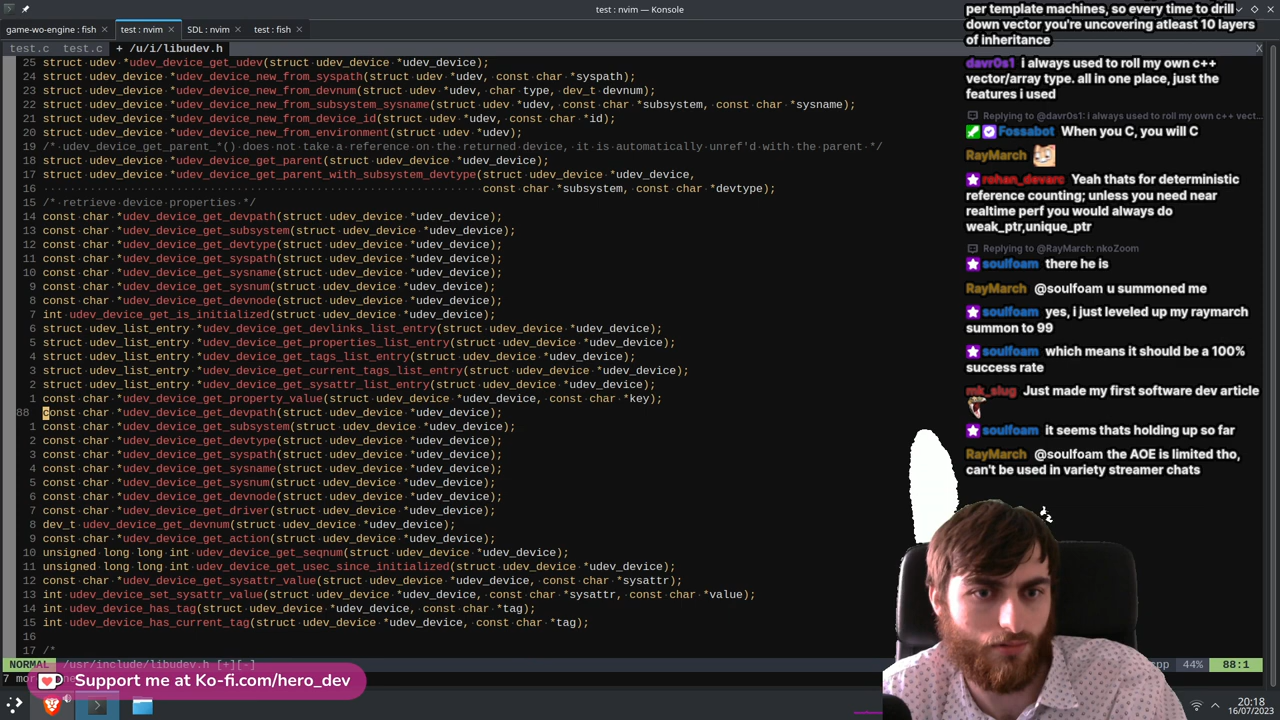 test : nvim — Konsole
game-wo-engine : fish
test : nvim
SDL : nvim
test : fish
test.c test.c + /u/i/libudev.h X
25 struct udev *udev_device_get_udev(struct udev_device *udev_device);
24 struct udev_device *udev_device_new_from_syspath(struct udev *udev, const char *syspath);
23 struct udev_device *udev_device_new_from_devnum(struct udev *udev, char type, dev_t devnum);
22 struct udev_device *udev_device_new_from_subsystem_sysname(struct udev *udev, const char *subsystem, const char *sysname);
21 struct udev_device *udev_device_new_from_device_id(struct udev *udev, const char *id);
20 struct udev_device *udev_device_new_from_environment(struct udev *udev);
19 /* udev_device_get_parent_*() does not take a reference on the returned device, it is automatically unref'd with the parent */
18 struct udev_device *udev_device_get_parent(struct udev_device *udev_device);
17 struct udev_device *udev_device_get_parent_with_subsystem_devtype(struct udev_device *udev_device,
16 const char *subsystem, const char *devtype);
15 /* retrieve device properties */
14 const char *udev_device_get_devpath(struct udev_device *udev_device);
13 const char *udev_device_get_subsystem(struct udev_device *udev_device);
12 const char *udev_device_get_devtype(struct udev_device *udev_device);
11 const char *udev_device_get_syspath(struct udev_device *udev_device);
10 const char *udev_device_get_sysname(struct udev_device *udev_device);
9 const char *udev_device_get_sysnum(struct udev_device *udev_device);
8 const char *udev_device_get_devnode(struct udev_device *udev_device);
7 int udev_device_get_is_initialized(struct udev_device *udev_device);
6 struct udev_list_entry *udev_device_get_devlinks_list_entry(struct udev_device *udev_device);
5 struct udev_list_entry *udev_device_get_properties_list_entry(struct udev_device *udev_device);
4 struct udev_list_entry *udev_device_get_tags_list_entry(struct udev_device *udev_device);
3 struct udev_list_entry *udev_device_get_current_tags_list_entry(struct udev_device *udev_device);
2 struct udev_list_entry *udev_device_get_sysattr_list_entry(struct udev_device *udev_device);
1 const char *udev_device_get_property_value(struct udev_device *udev_device, const char *key);
88 const char *udev_device_get_devpath(struct udev_device *udev_device);
1 const char *udev_device_get_subsystem(struct udev_device *udev_device);
2 const char *udev_device_get_devtype(struct udev_device *udev_device);
3 const char *udev_device_get_syspath(struct udev_device *udev_device);
4 const char *udev_device_get_sysname(struct udev_device *udev_device);
5 const char *udev_device_get_sysnum(struct udev_device *udev_device);
6 const char *udev_device_get_devnode(struct udev_device *udev_device);
7 const char *udev_device_get_driver(struct udev_device *udev_device);
8 dev_t udev_device_get_devnum(struct udev_device *udev_device);
9 const char *udev_device_get_action(struct udev_device *udev_device);
10 unsigned long long int udev_device_get_seqnum(struct udev_device *udev_device);
11 unsigned long long int udev_device_get_usec_since_initialized(struct udev_device *udev_device);
12 const char *udev_device_get_sysattr_value(struct udev_device *udev_device, const char *sysattr);
13 int udev_device_set_sysattr_value(struct udev_device *udev_device, const char *sysattr, const char *value);
14 int udev_device_has_tag(struct udev_device *udev_device, const char *tag);
15 int udev_device_has_current_tag(struct udev_device *udev_device, const char *tag);
16
17 /*
NORMAL /usr/include/libudev.h [+][-] 44% 88:1
Support me at Ko-fi.com/hero_dev
20:18
16/07/2023
per template machines, so every time to drill
down vector you're uncovering atleast 10 layers
of inheritance
davr0s1 i always used to roll my own c++
vector/array type. all in one place, just the
features i used
Replying to @davr0s1: i always used to roll my own c++ vect...
Fossabot When you C, you will C
RayMarch
rohan_devarc Yeah thats for deterministic
reference counting; unless you need near
realtime perf you would always do
weak_ptr,unique_ptr
Replying to @RayMarch: nkoZoom
soulfoam there he is
RayMarch @soulfoam u summoned me
soulfoam yes, i just leveled up my raymarch
summon to 99
soulfoam which means it should be a 100%
success rate
mk_slug Just made my first software dev article
soulfoam it seems thats holding up so far
RayMarch @soulfoam the AOE is limited tho,
can't be used in variety streamer chats